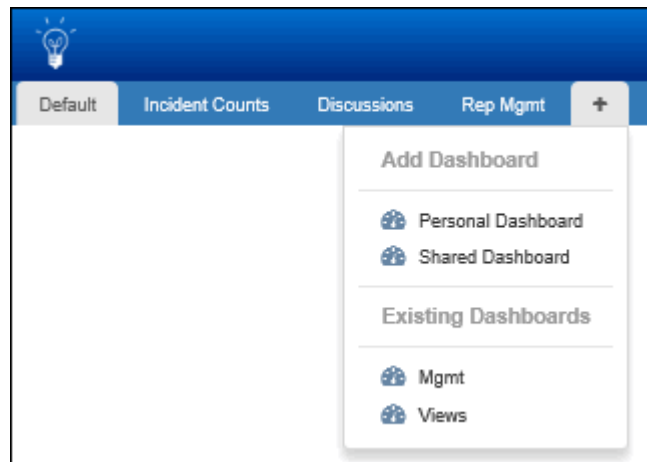 Default Incident Counts Discussions Rep Mgmt +
Add Dashboard
Personal Dashboard
Shared Dashboard
Existing Dashboards
Mgmt
Views